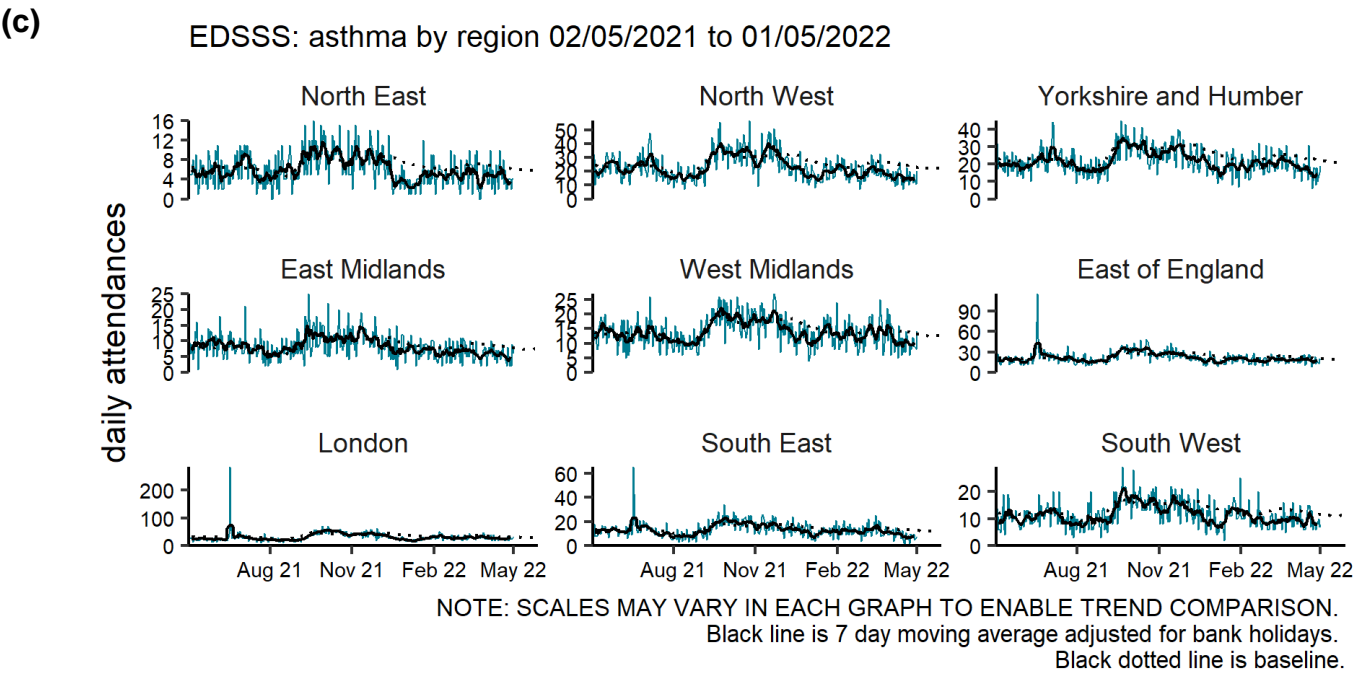 (c)
EDSSS: asthma by region 02/05/2021 to 01/05/2022
daily attendances
North East
16
12
8
4
0
North West
50
40
30
20
10
0
Yorkshire and Humber
40
30
20
10
0
East Midlands
25
20
15
10
5
0
West Midlands
25
20
15
10
5
0
East of England
90
60
30
0
London
200
100
0
Aug 21 Nov 21 Feb 22 May 22
South East
60
40
20
0
Aug 21 Nov 21 Feb 22 May 22
South West
20
10
0
Aug 21 Nov 21 Feb 22 May 22
NOTE: SCALES MAY VARY IN EACH GRAPH TO ENABLE TREND COMPARISON.
Black line is 7 day moving average adjusted for bank holidays.
Black dotted line is baseline.